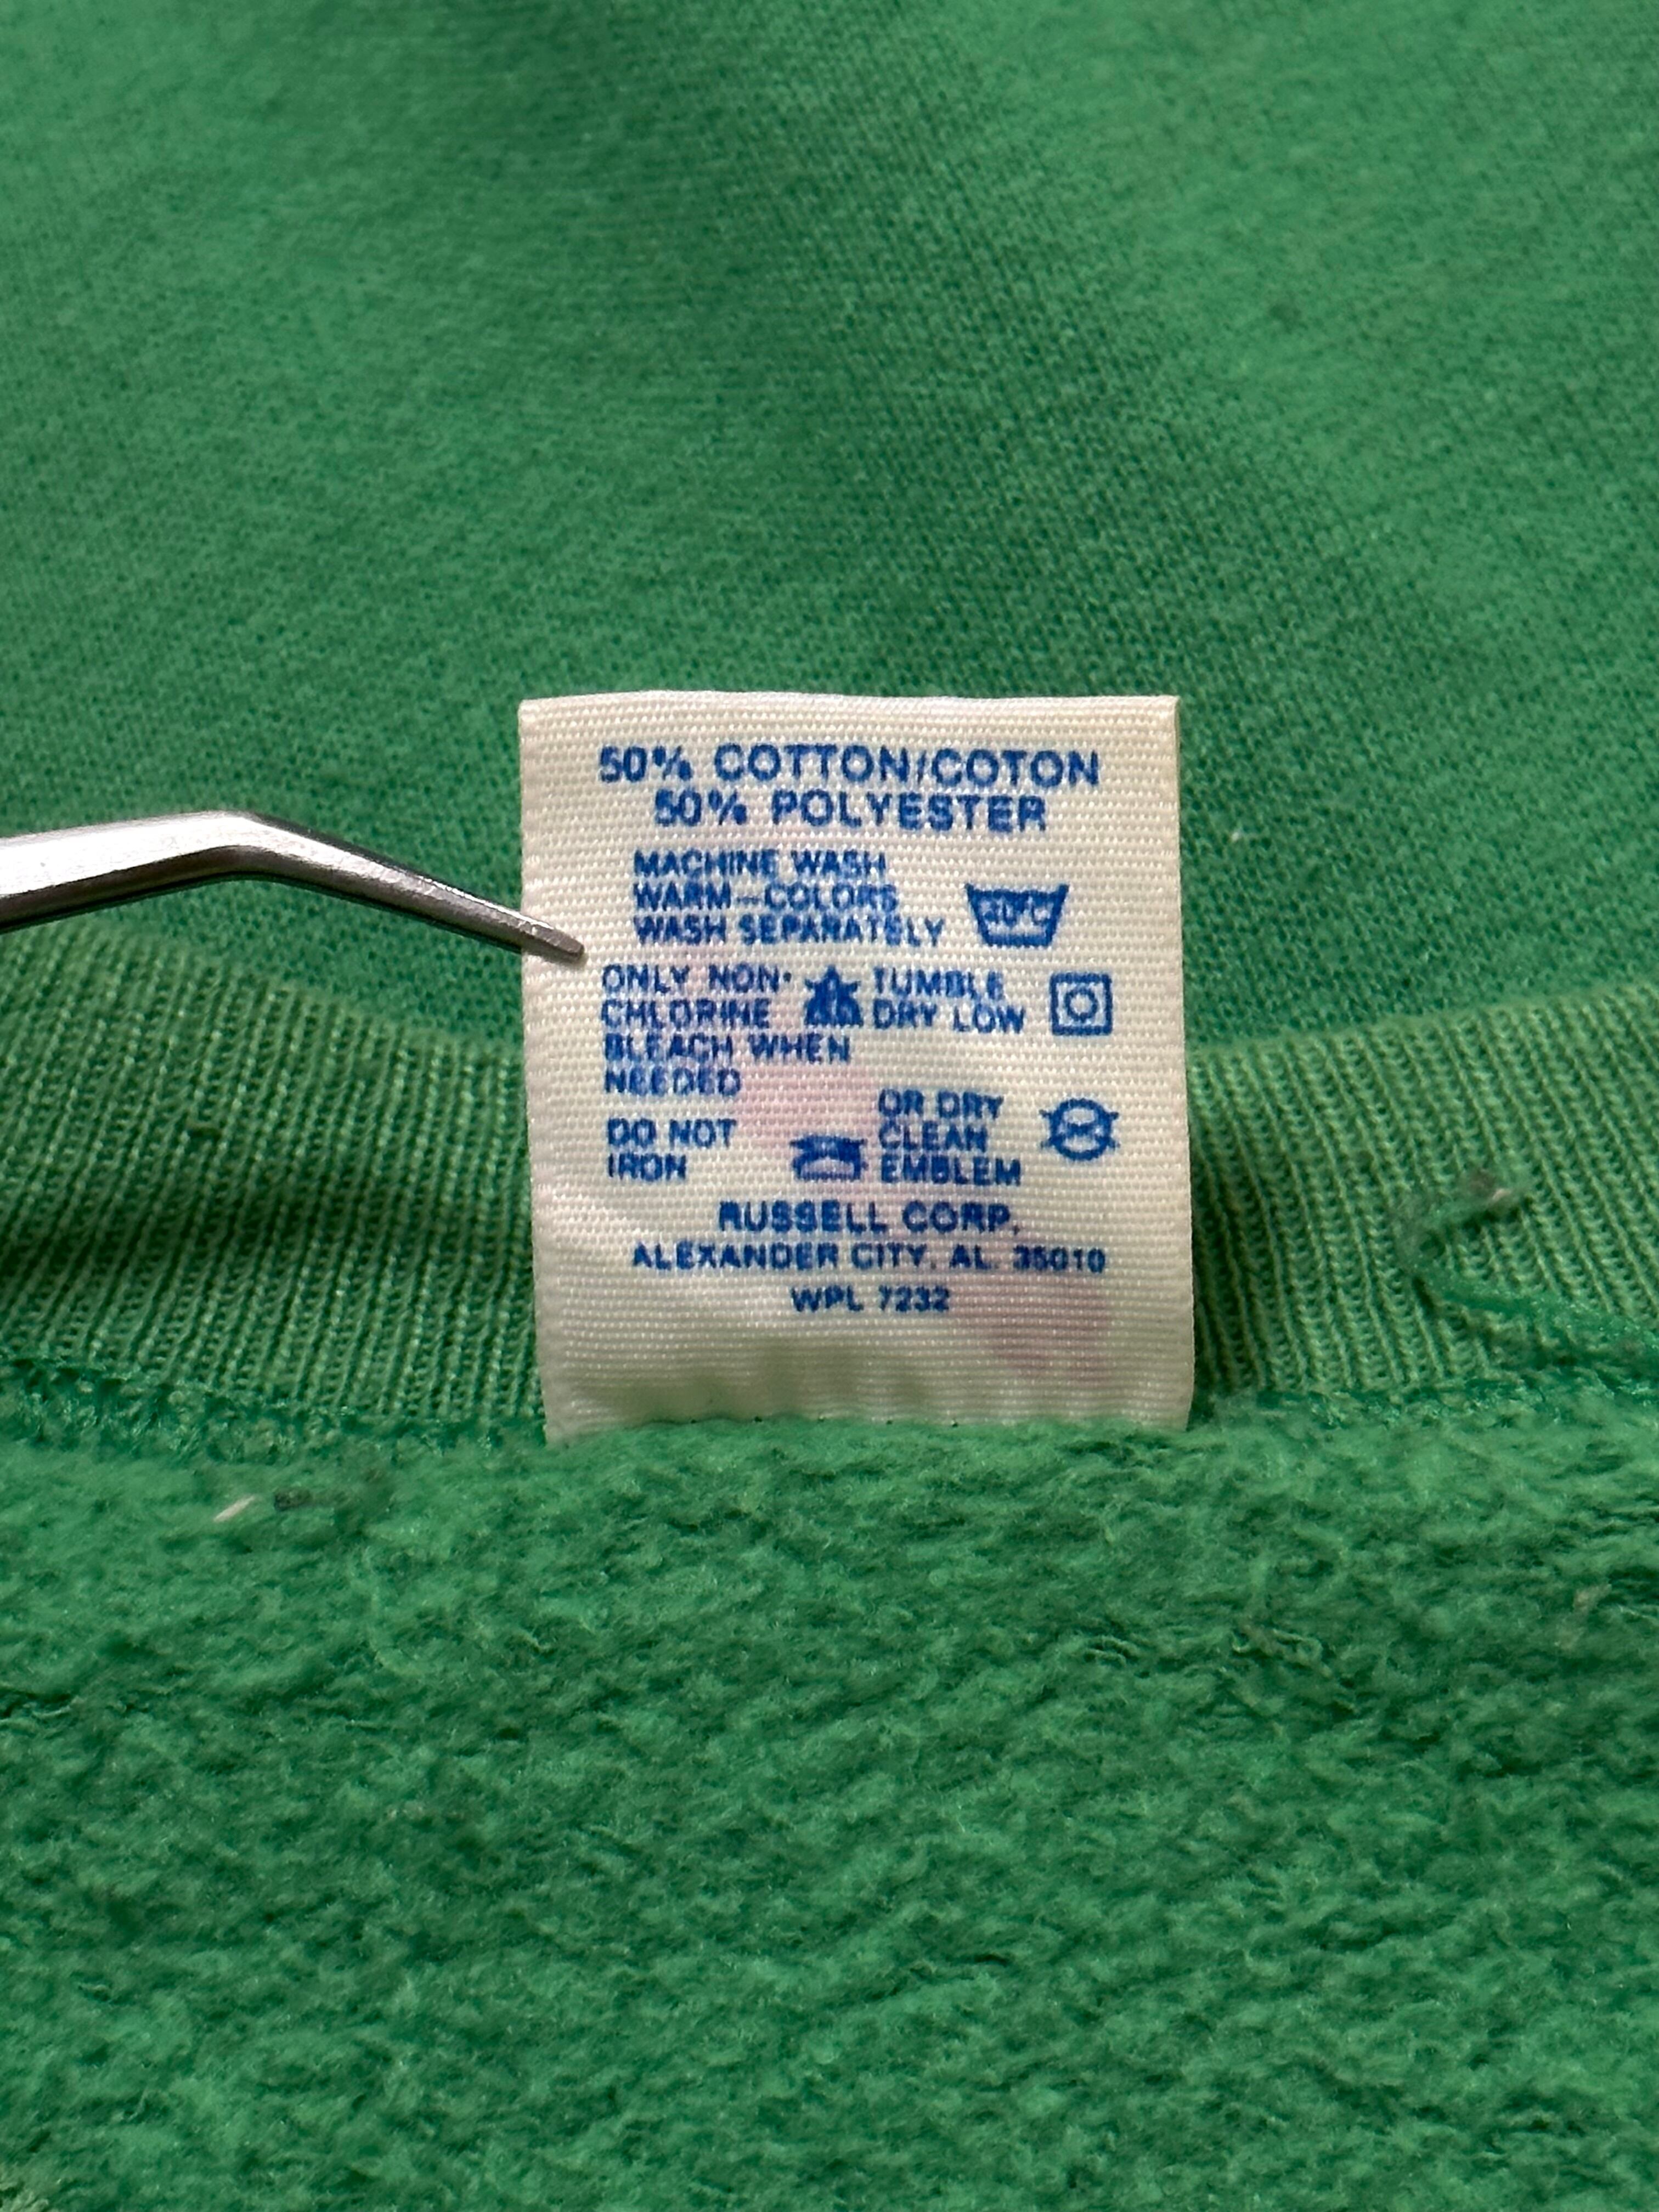 50% COTTON/COTON
50% POLYESTER
MACHINE WASH
WARM-COLORS
WASH SEPARATELY
ONLY NON-
CHLORINE
BLEACH WHEN
NEEDED
TUMBLE
DRY LOW
DO NOT
IRON
OR DRY
CLEAN
EMBLEM
RUSSELL CORP.
ALEXANDER CITY, AL. 35010
WPL 7232